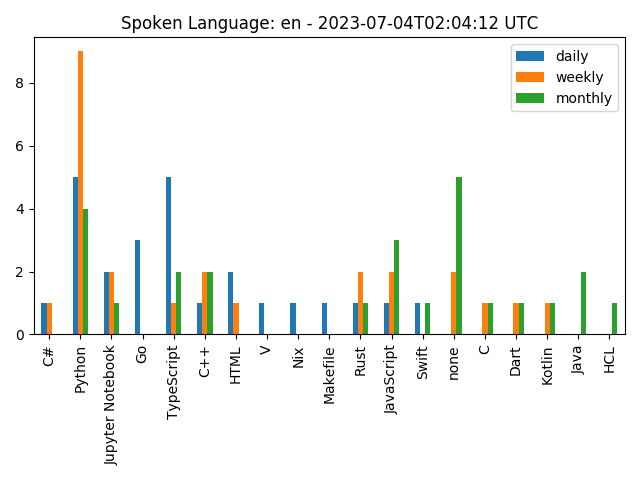 Spoken Language: en - 2023-07-04T02:04:12 UTC
daily
weekly
monthly
8
6
4
2
0
C#
Python
Jupyter Notebook
Go
TypeScript
C++
HTML
V
Nix
Makefile
Rust
JavaScript
Swift
none
C
Dart
Kotlin
Java
HCL